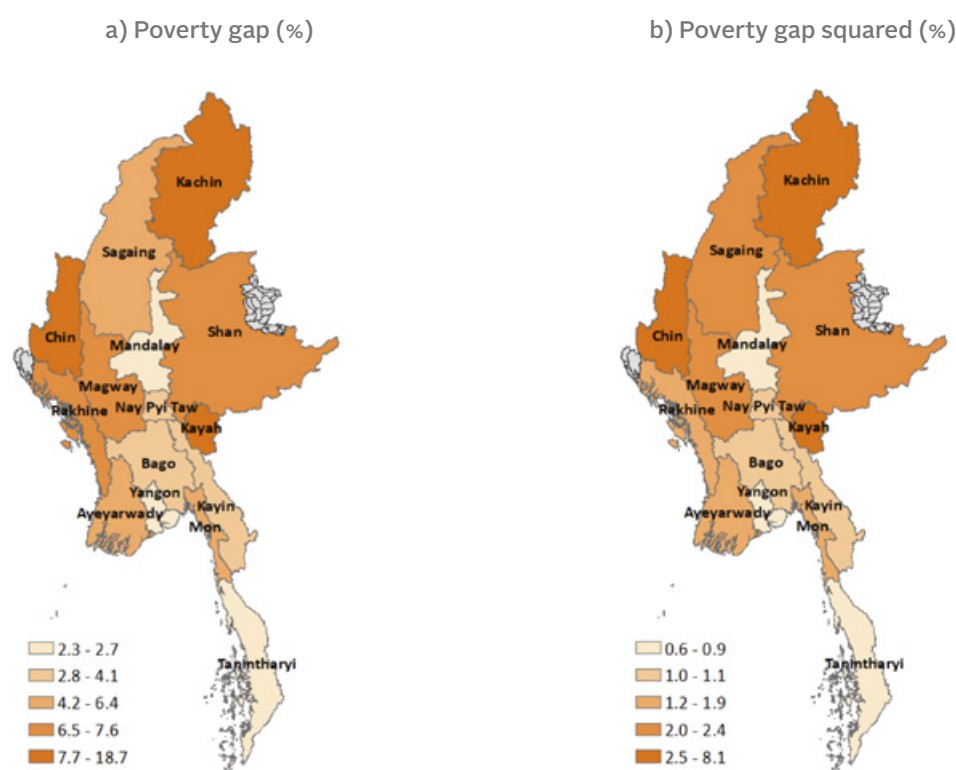 a) Poverty gap (%)
Kachin
Sagaing
Chin
Shan
Mandalay
Magway
Rakhine
Nay Pyi Taw
Kayah
Bago
Yangon
Ayeyarwady
Kayin
Mon
Tanintharyi
2.3 - 2.7
2.8 - 4.1
4.2 - 6.4
6.5 - 7.6
7.7 - 18.7
b) Poverty gap squared (%)
Kachin
Sagaing
Chin
Shan
Mandalay
Magway
Rakhine
Nay Pyi Taw
Kayah
Bago
Yangon
Ayeyarwady
Kayin
Mon
Tanintharyi
0.6 - 0.9
1.0 - 1.1
1.2 - 1.9
2.0 - 2.4
2.5 - 8.1